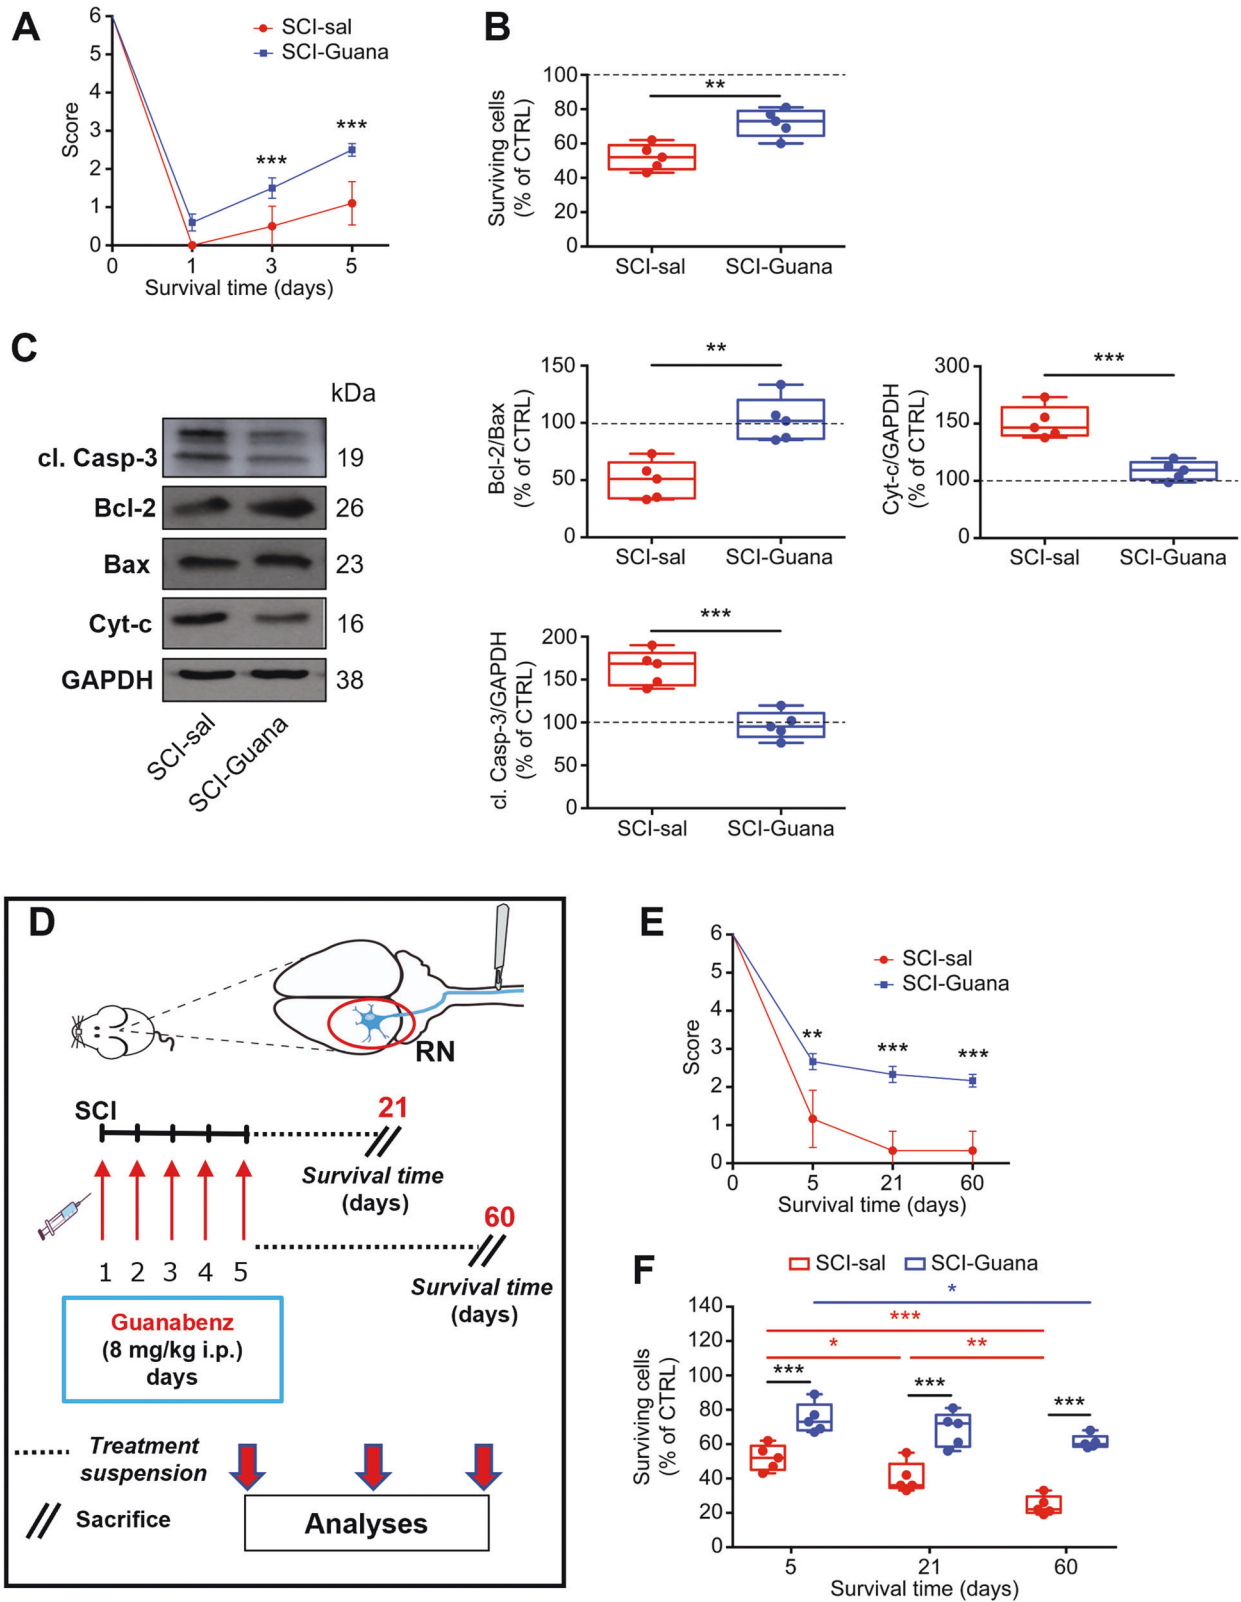 A
6
5
4
3
2
1
0
Score
SCI-sal
SCI-Guana
***
***
0
1
3
5
Survival time (days)
B
100
80
60
40
20
0
Surviving cells
(% of CTRL)
**
SCI-sal
SCI-Guana
C
kDa
cl. Casp-3
19
Bcl-2
26
Bax
23
Cyt-c
16
GAPDH
38
SCI-sal
SCI-Guana
150
100
50
0
Bcl-2/Bax
(% of CTRL)
**
SCI-sal
SCI-Guana
300
150
100
0
Cyt-c/GAPDH
(% of CTRL)
***
SCI-sal
SCI-Guana
200
150
100
50
0
cl. Casp-3/GAPDH
(% of CTRL)
***
SCI-sal
SCI-Guana
D
RN
SCI
21
Survival time
(days)
60
Survival time
(days)
1 2 3 4 5
Guanabenz
(8 mg/kg i.p.)
days
Treatment
suspension
Sacrifice
Analyses
E
6
5
4
3
2
1
0
Score
SCI-sal
SCI-Guana
**
***
***
0
5
21
60
Survival time (days)
F
SCI-sal
SCI-Guana
140
120
100
80
60
40
20
0
Surviving cells
(% of CTRL)
*
***
*
**
***
***
***
5
21
60
Survival time (days)